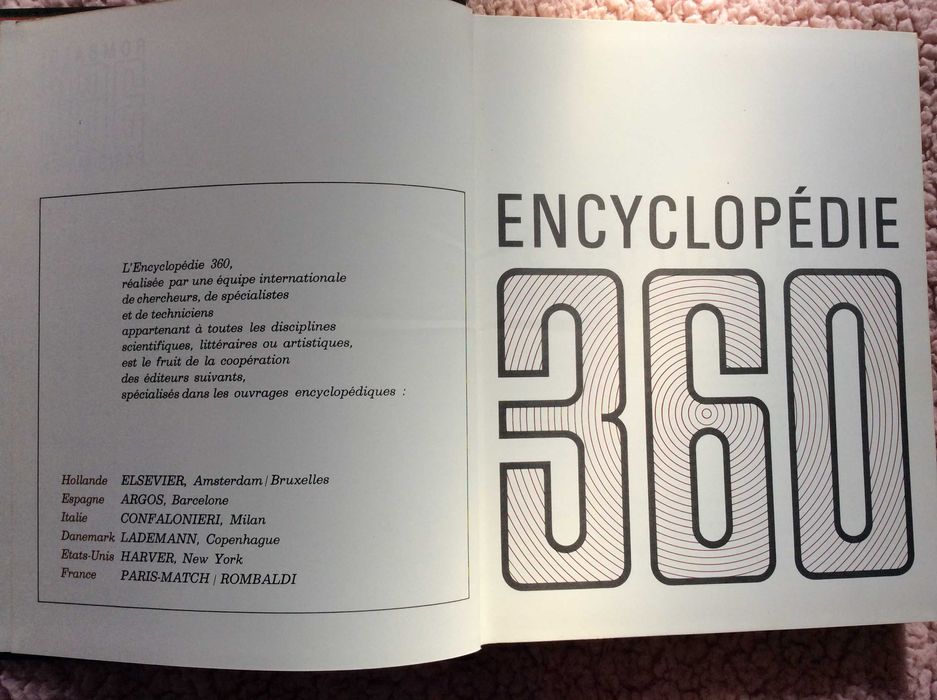 L'Encyclopédie 360,
réalisée par une équipe internationale
de chercheurs, de spécialistes
et de techniciens
appartenant à toutes les disciplines
scientifiques, littéraires ou artistiques,
est le fruit de la coopération
des éditeurs suivants,
spécialisés dans les ouvrages encyclopédiques :
Hollande ELSEVIER, Amsterdam / Bruxelles
Espagne ARGOS, Barcelone
Italie CONFALONIERI, Milan
Danemark LADEMANN, Copenhague
Etats-Unis HARVER, New York
France PARIS-MATCH / ROMBALDI
ENCYCLOPÉDIE
360